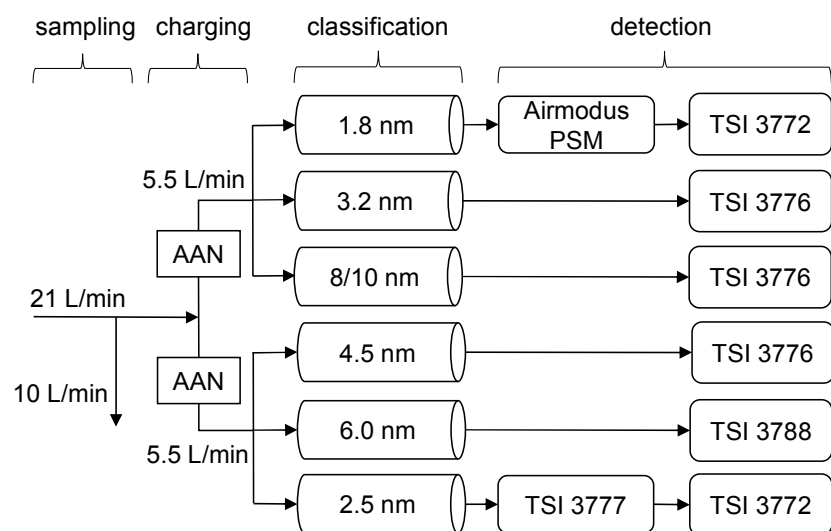 sampling charging classification detection
1.8 nm
Airmodus
PSM
TSI 3772
5.5 L/min
3.2 nm
TSI 3776
AAN
8/10 nm
TSI 3776
21 L/min
4.5 nm
TSI 3776
AAN
10 L/min
6.0 nm
TSI 3788
5.5 L/min
2.5 nm
TSI 3777
TSI 3772